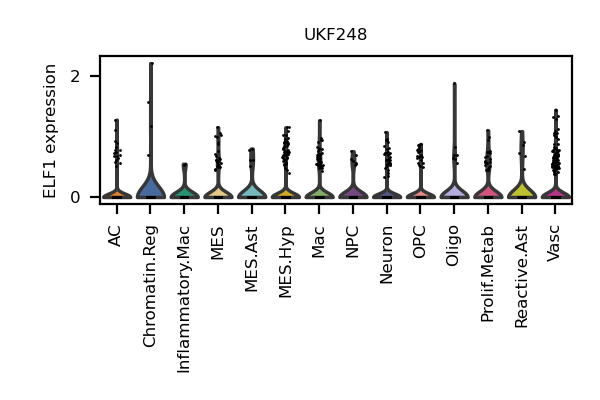 UKF248
ELF1 expression
2
0
AC
Chromatin.Reg
Inflammatory.Mac
MES
MES.Ast
MES.Hyp
Mac
NPC
Neuron
OPC
Oligo
Prolif.Metab
Reactive.Ast
Vasc